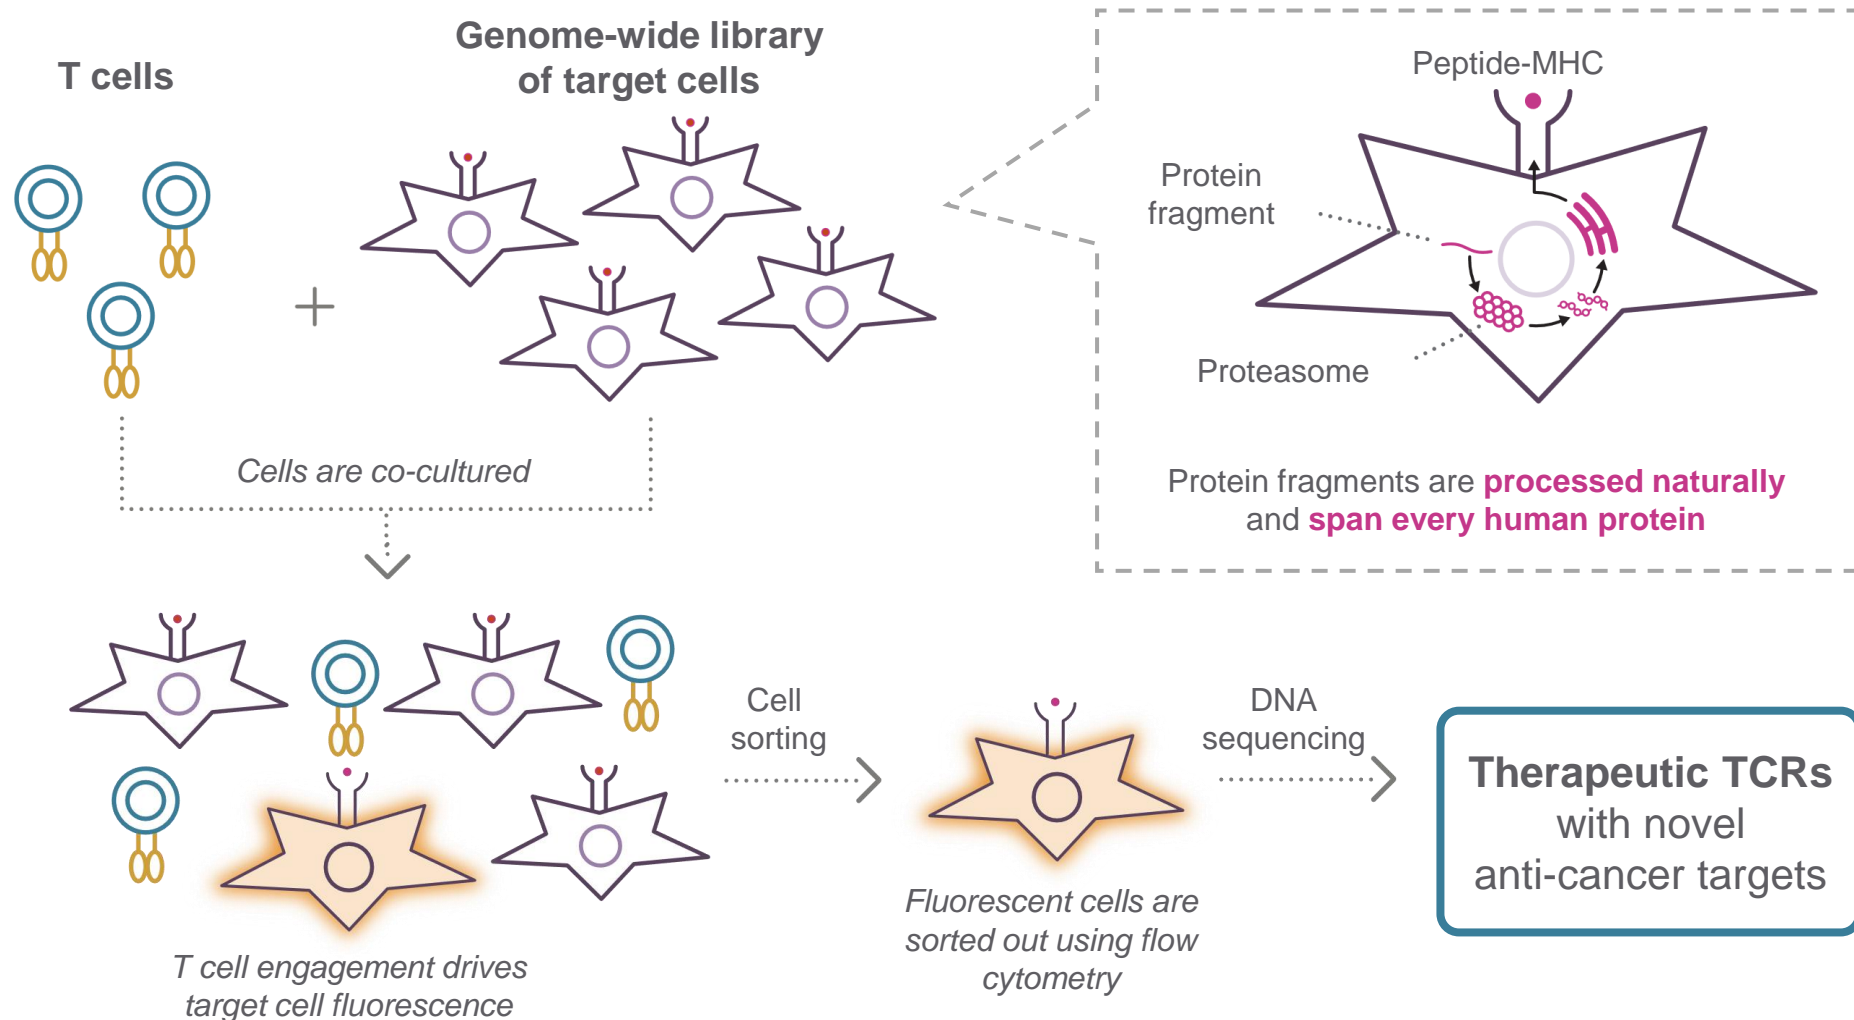 T cells
Genome-wide library
of target cells
Peptide-MHC
Protein
fragment
Proteasome
Protein fragments are processed naturally
and span every human protein
Cells are co-cultured
T cell engagement drives
target cell fluorescence
Cell
sorting
Fluorescent cells are
sorted out using flow
cytometry
DNA
sequencing
Therapeutic TCRs
with novel
anti-cancer targets